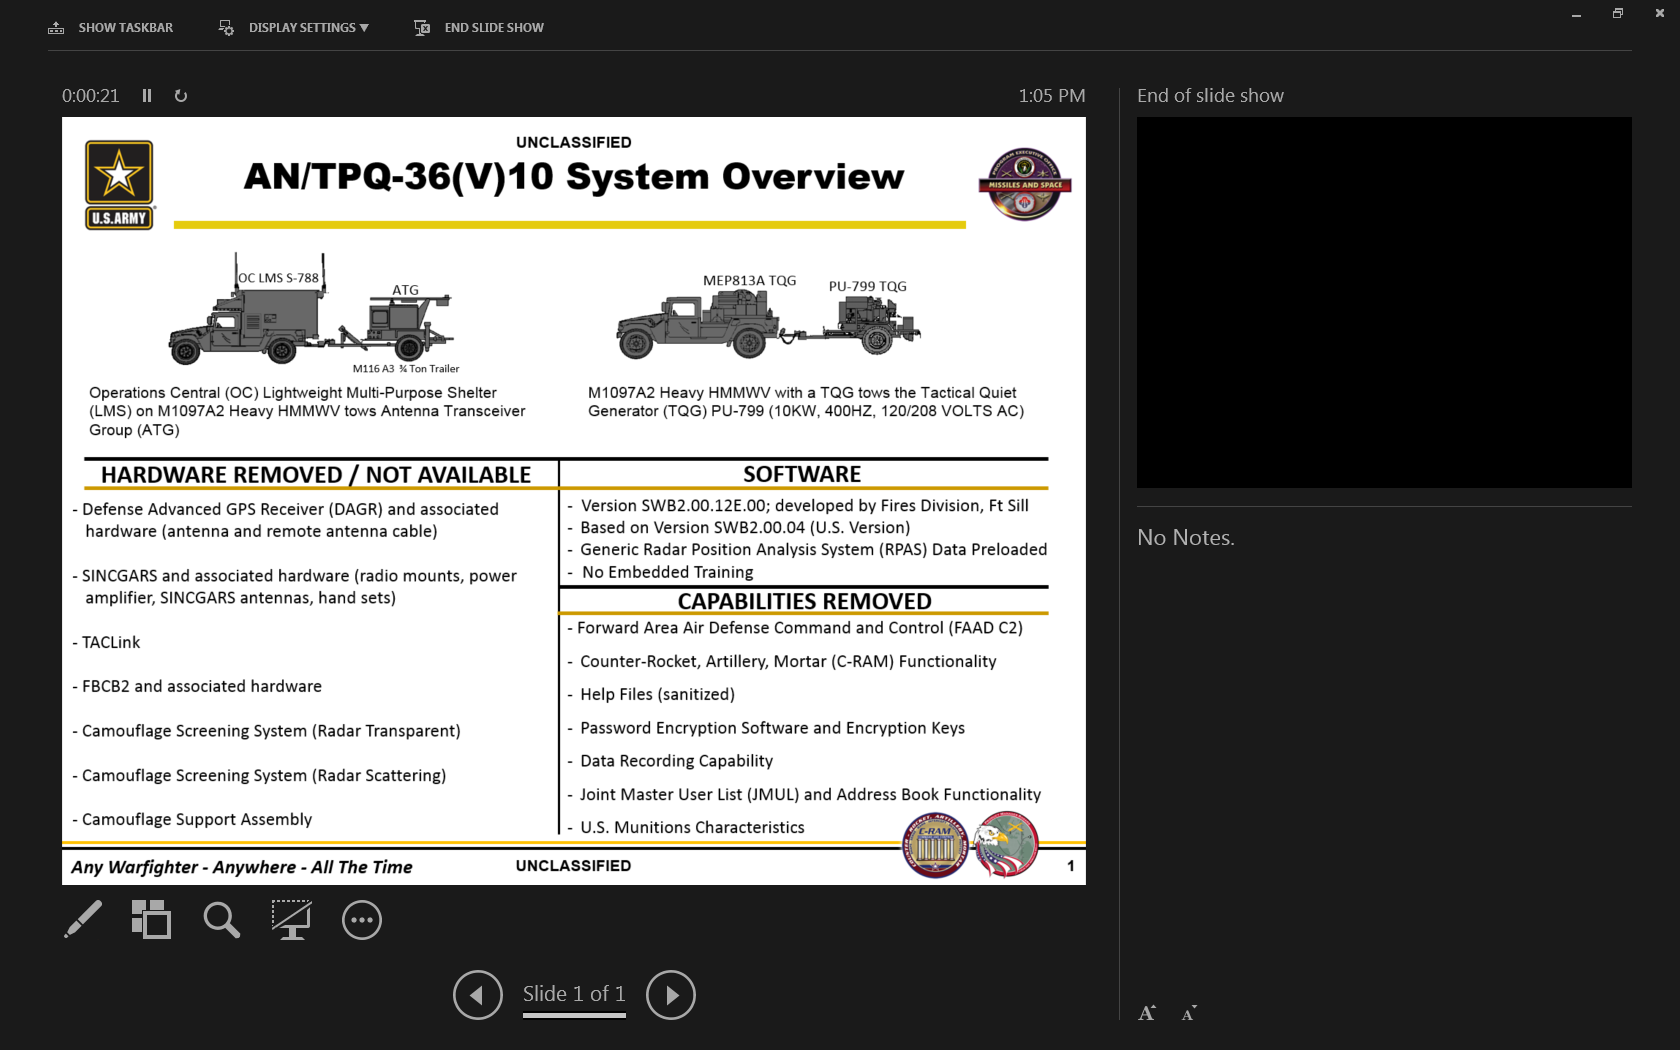 SHOW TASKBAR
DISPLAY SETTINGS
END SLIDE SHOW
0:00:21
1:05 PM
End of slide show
UNCLASSIFIED
AN/TPQ-36(V)10 System Overview
U.S.ARMY
PROGRAM EXECUTIVE OFFICE
MISSILES AND SPACE
OC LMS S-788
ATG
M116 A3 ¾ Ton Trailer
MEP813A TQG
PU-799 TQG
Operations Central (OC) Lightweight Multi-Purpose Shelter
(LMS) on M1097A2 Heavy HMMWV tows Antenna Transceiver
Group (ATG)
M1097A2 Heavy HMMWV with a TQG tows the Tactical Quiet
Generator (TQG) PU-799 (10KW, 400HZ, 120/208 VOLTS AC)
HARDWARE REMOVED / NOT AVAILABLE
- Defense Advanced GPS Receiver (DAGR) and associated
hardware (antenna and remote antenna cable)
- SINCGARS and associated hardware (radio mounts, power
amplifier, SINCGARS antennas, hand sets)
- TACLink
- FBCB2 and associated hardware
- Camouflage Screening System (Radar Transparent)
- Camouflage Screening System (Radar Scattering)
- Camouflage Support Assembly
SOFTWARE
- Version SWB2.00.12E.00; developed by Fires Division, Ft Sill
- Based on Version SWB2.00.04 (U.S. Version)
- Generic Radar Position Analysis System (RPAS) Data Preloaded
- No Embedded Training
CAPABILITIES REMOVED
- Forward Area Air Defense Command and Control (FAAD C2)
- Counter-Rocket, Artillery, Mortar (C-RAM) Functionality
- Help Files (sanitized)
- Password Encryption Software and Encryption Keys
- Data Recording Capability
- Joint Master User List (JMUL) and Address Book Functionality
- U.S. Munitions Characteristics
C-RAM
Any Warfighter - Anywhere - All The Time
UNCLASSIFIED
1
No Notes.
Slide 1 of 1
A
A